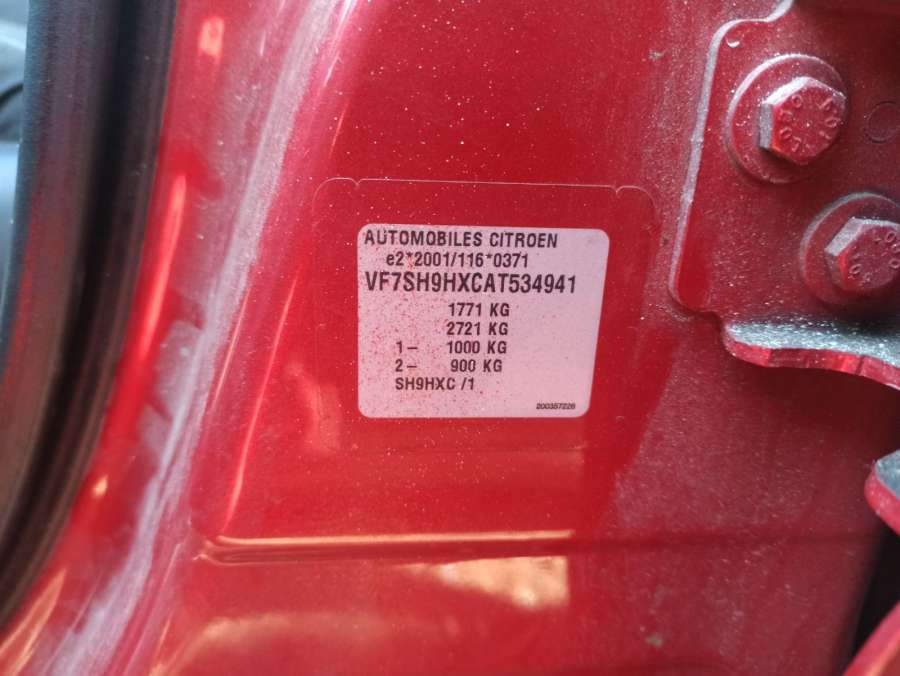 AUTOMOBILES CITROEN
e2*2001/116*0371
VF7SH9HXCAT534941
1771 KG
2721 KG
1– 1000 KG
2– 900 KG
SH9HXC /1
200357226